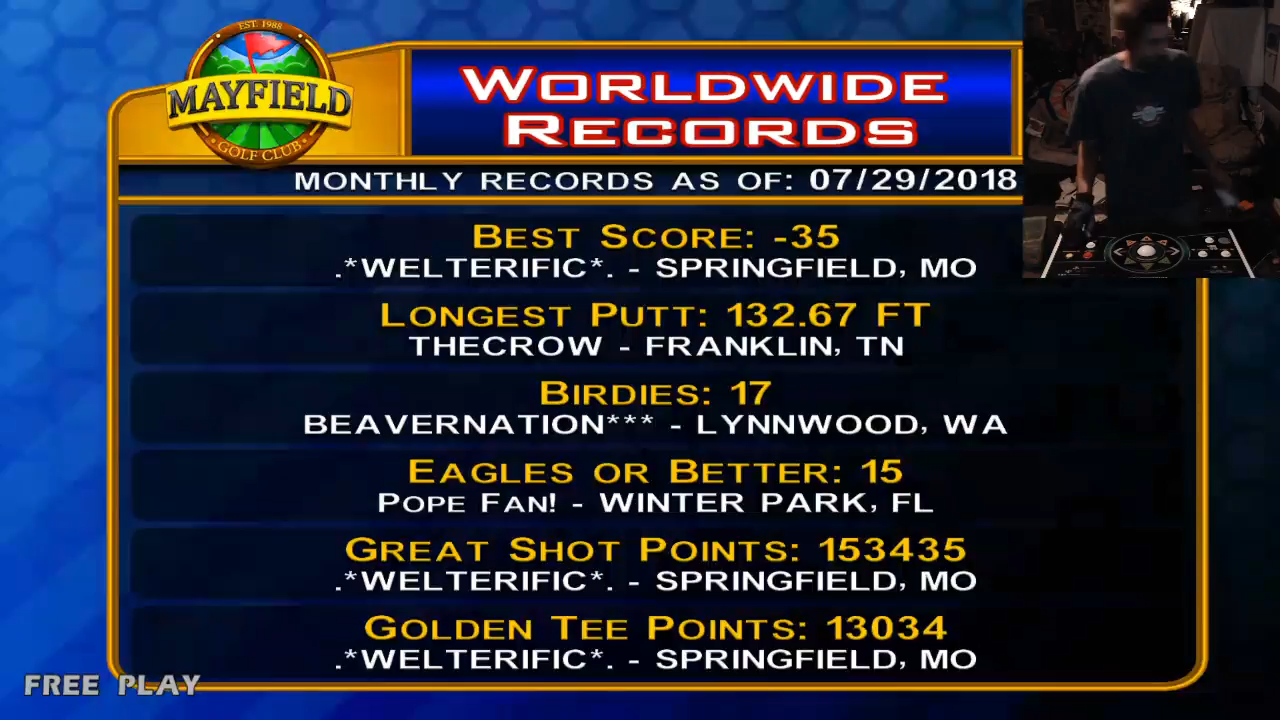 EST. 1988
MAYFIELD
GOLF CLUB
WORLDWIDE
RECORDS
MONTHLY RECORDS AS OF: 07/29/2018
BEST SCORE: -35
.*WELTERIFIC*. - SPRINGFIELD, MO
LONGEST PUTT: 132.67 FT
THECROW - FRANKLIN, TN
BIRDIES: 17
BEAVERNATION*** - LYNNWOOD, WA
EAGLES OR BETTER: 15
POPE FAN! - WINTER PARK, FL
GREAT SHOT POINTS: 153435
.*WELTERIFIC*. - SPRINGFIELD, MO
GOLDEN TEE POINTS: 13034
.*WELTERIFIC*. - SPRINGFIELD, MO
FREE PLAY